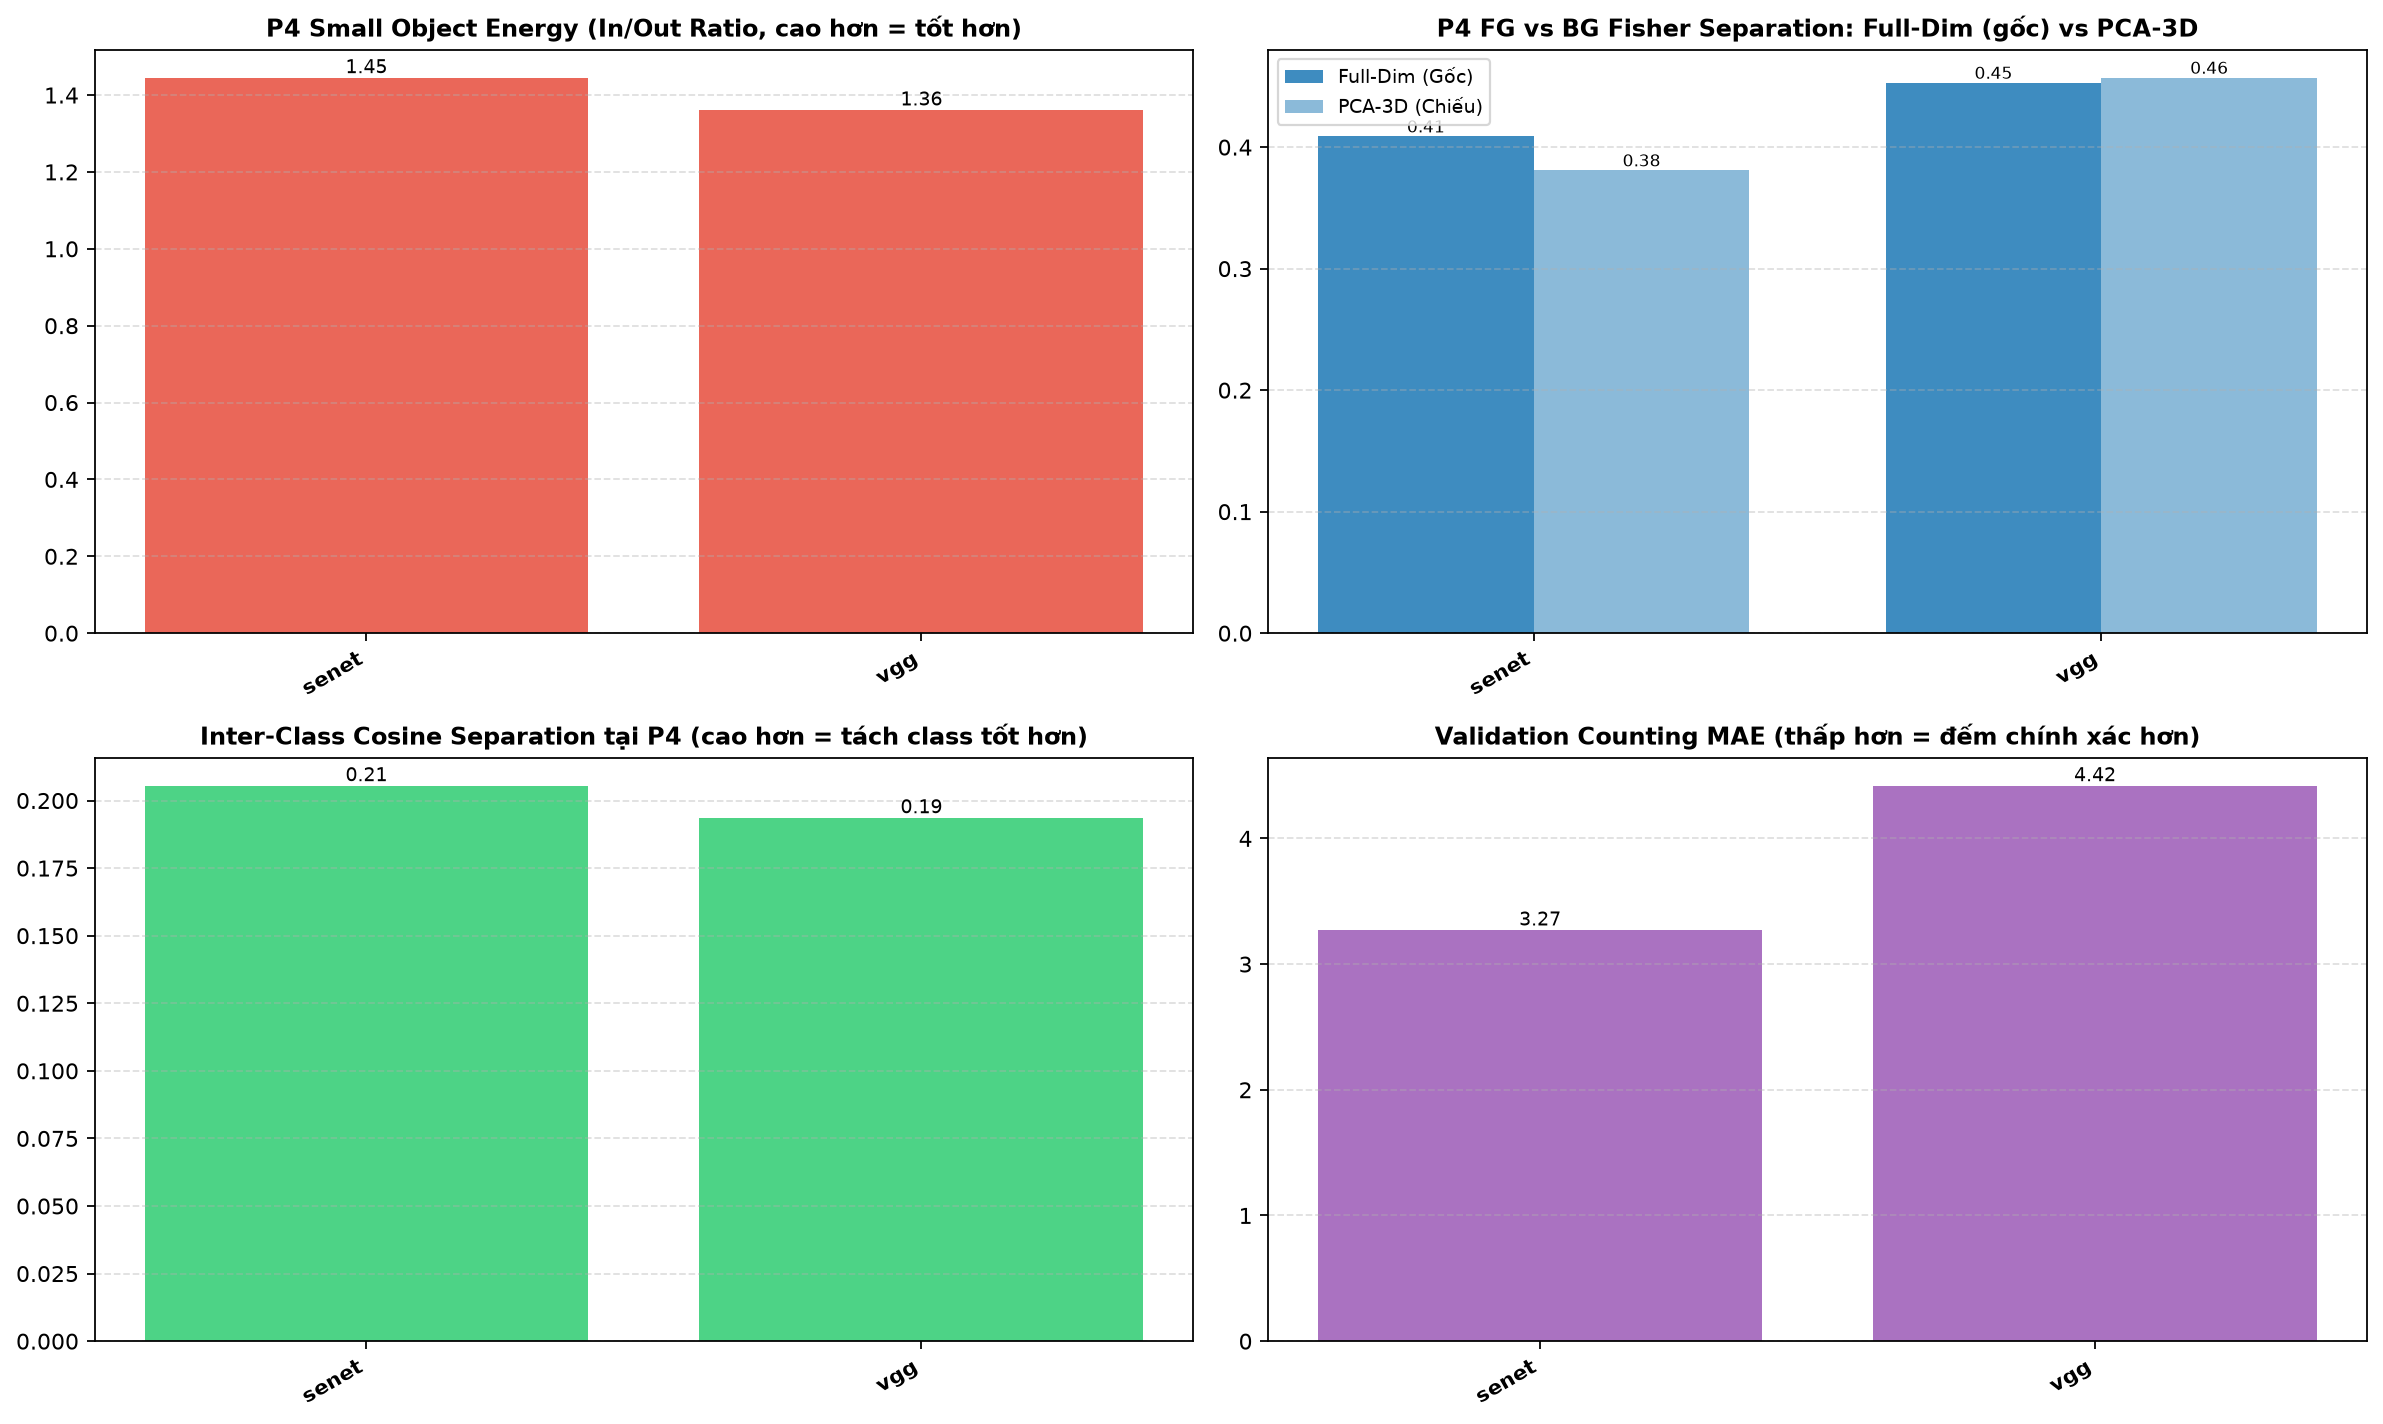 P4 Small Object Energy (In/Out Ratio, cao hơn = tốt hơn)
1.45
1.36
1.4
1.2
1.0
0.8
0.6
0.4
0.2
0.0
senet
vgg
P4 FG vs BG Fisher Separation: Full-Dim (gốc) vs PCA-3D
Full-Dim (Gốc)
PCA-3D (Chiếu)
0.41
0.38
0.45
0.46
0.4
0.3
0.2
0.1
0.0
senet
vgg
Inter-Class Cosine Separation tại P4 (cao hơn = tách class tốt hơn)
0.21
0.19
0.200
0.175
0.150
0.125
0.100
0.075
0.050
0.025
0.000
senet
vgg
Validation Counting MAE (thấp hơn = đếm chính xác hơn)
3.27
4.42
4
3
2
1
0
senet
vgg